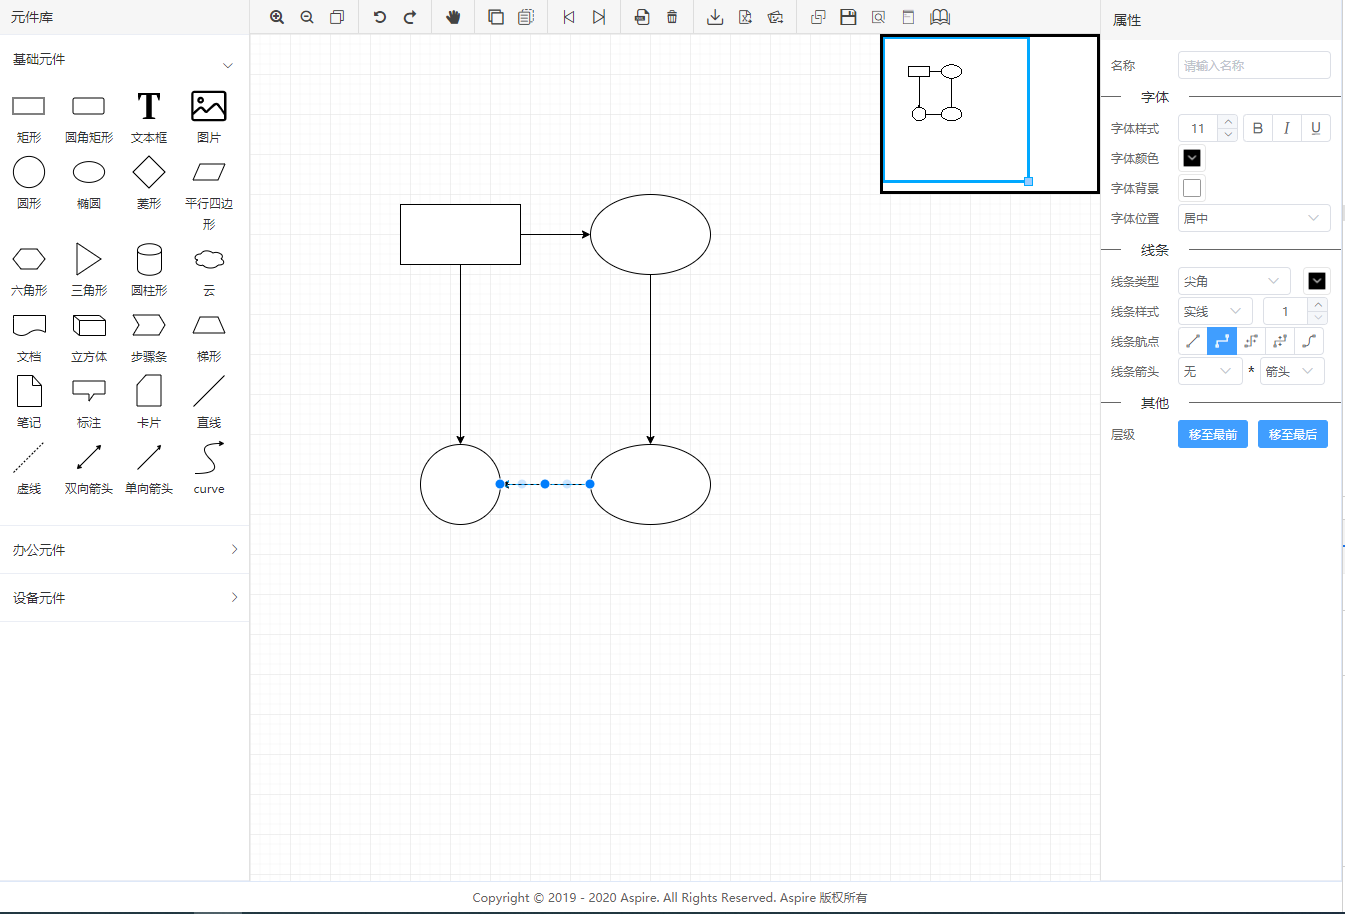 元件库
基础元件
矩形
圆角矩形
T
文本框
图片
圆形
椭圆
菱形
平行四边
形
六角形
三角形
圆柱形
云
文档
立方体
步骤条
梯形
笔记
标注
卡片
直线
虚线
双向箭头
单向箭头
curve
办公元件
设备元件
属性
名称
请输入名称
字体
字体样式
11
B
I
U
字体颜色
字体背景
字体位置
居中
线条
线条类型
尖角
线条样式
实线
1
线条航点
线条箭头
无
*
箭头
其他
层级
移至最前
移至最后
Copyright © 2019 - 2020 Aspire. All Rights Reserved. Aspire 版权所有